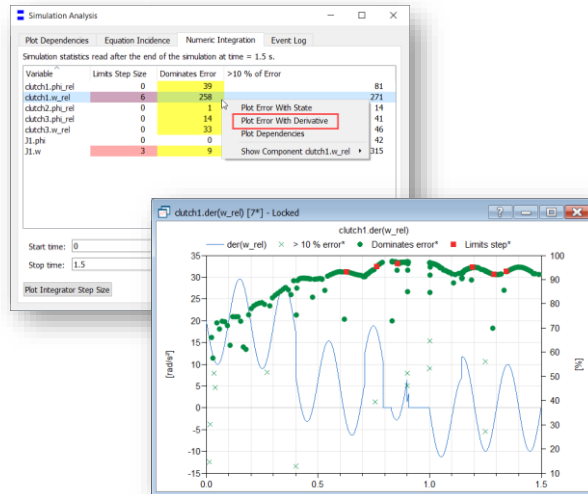 Simulation Analysis
Plot Dependencies Equation Incidence Numeric Integration Event Log
Simulation statistics read after the end of the simulation at time = 1.5 s.
Variable Limits Step Size Dominates Error >10 % of Error
clutch1.phi_rel 0 39 81
clutch1.w_rel 6 258 271
clutch2.phi_rel 0 1 14
clutch3.phi_rel 0 14 41
clutch3.w_rel 0 33 46
J1.phi 0 0 42
J1.w 3 9 315
Plot Error With State
Plot Error With Derivative
Plot Dependencies
Show Component clutch1.w_rel
Start time: 0
Stop time: 1.5
Plot Integrator Step Size
clutch1.der(w_rel) [7*] - Locked
clutch1.der(w_rel)
der(w_rel) > 10 % error* Dominates error* Limits step*
35 100
30 90
25 80
20 70
15
10 60
5 50
0 40
-5 30
-10 20
-15 10
[rad/s²] [%]
0.0 0.5 1.0 1.5